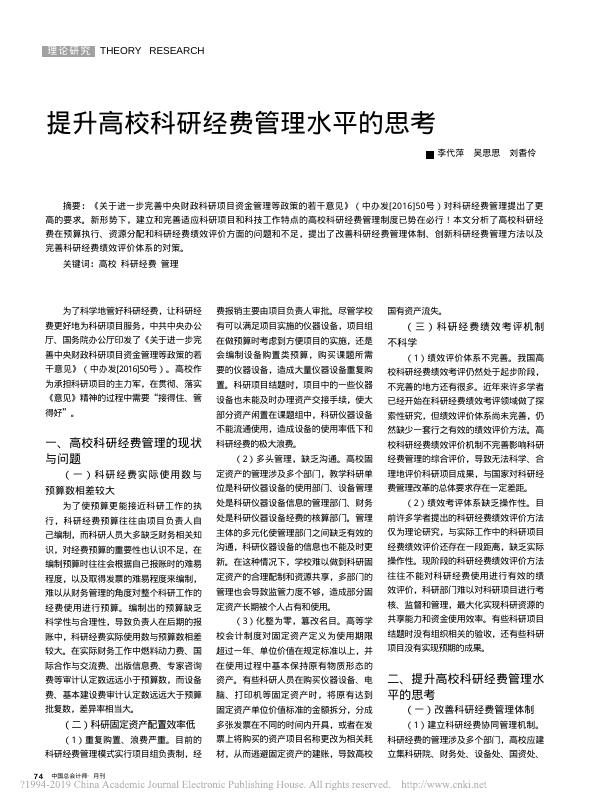 理论研究 THEORY RESEARCH
提升高校科研经费管理水平的思考
■李代萍 吴思思 刘香伶
摘要：《关于进一步完善中央财政科研项目资金管理等政策的若干意见》（中办发[2016]50号）对科研经费管理提出了更
高的要求。新形势下，建立和完善适应科研项目和科技工作特点的高校科研经费管理制度已势在必行！本文分析了高校科研经
费在预算执行、资源分配和科研经费绩效评价方面的问题和不足，提出了改善科研经费管理体制、创新科研经费管理方法以及
完善科研经费绩效评价体系的对策。
关键词：高校 科研经费 管理
为了科学地管好科研经费，让科研经
费更好地为科研项目服务，中共中央办公
厅、国务院办公厅印发了《关于进一步完
善中央财政科研项目资金管理等政策的若
干意见》（中办发[2016]50号）。高校作
为承担科研项目的主力军，在贯彻、落实
《意见》精神的过程中需要“接得住、管
得好”。
一、高校科研经费管理的现状
与问题
（一）科研经费实际使用数与
预算数相差较大
为了使预算更能接近科研工作的执
行，科研经费预算往往由项目负责人自
己编制，而科研人员大多缺乏财务相关知
识，对经费预算的重要性也认识不足，在
编制预算时往往会根据自己报账时的难易
程度，以及取得发票的难易程度来编制，
难以从财务管理的角度对整个科研工作的
经费使用进行预算。编制出的预算缺乏
科学性与合理性，导致负责人在后期的报
账中，科研经费实际使用数与预算数相差
较大。在实际财务工作中燃料动力费、国
际合作与交流费、出版信息费、专家咨询
费等审计认定数远远小于预算数，而设备
费、基本建设费审计认定数远远大于预算
批复数，差异率相当大。
（二）科研固定资产配置效率低
（1）重复购置、浪费严重。目前的
科研经费管理模式实行项目组负责制，经
费报销主要由项目负责人审批。尽管学校
有可以满足项目实施的仪器设备，项目组
在做预算时考虑到方便项目的实施，还是
会编制设备购置类预算，购买课题所需
要的仪器设备，造成大量仪器设备重复购
置。科研项目结题时，项目中的一些仪器
设备也未能及时办理资产交接手续，使大
部分资产闲置在课题组中，科研仪器设备
不能流通使用，造成设备的使用率低下和
科研经费的极大浪费。
（2）多头管理，缺乏沟通。高校固
定资产的管理涉及多个部门，教学科研单
位是科研仪器设备的使用部门、设备管理
处是科研仪器设备信息的管理部门、财务
处是科研仪器设备经费的核算部门。管理
主体的多元化使管理部门之间缺乏有效的
沟通，科研仪器设备的信息也不能及时更
新。在这种情况下，学校难以做到科研固
定资产的合理配制和资源共享，多部门的
管理也会导致监管力度不够，造成部分固
定资产长期被个人占有和使用。
（3）化整为零，篡改名目。高等学
校会计制度对固定资产定义为使用期限
超过一年、单位价值在规定标准以上，并
在使用过程中基本保持原有物质形态的
资产。有些科研人员在购买仪器设备、电
脑、打印机等固定资产时，将原有达到
固定资产单位价值标准的金额拆分，分成
多张发票在不同的时间内开具，或者在发
票上将购买的资产项目名称更改为相关耗
材，从而逃避固定资产的建账，导致高校
国有资产流失。
（三）科研经费绩效考评机制
不科学
（1）绩效评价体系不完善。我国高
校科研经费绩效评价仍然处于起步阶段，
不完善的地方还有很多。近年来许多学者
已经开始在科研经费绩效考评领域做了探
索性研究，但绩效评价体系尚未完善，仍
然缺少一套行之有效的绩效评价方法。高
校科研经费绩效评价机制不完善影响科研
经费管理的综合评价，导致无法科学、合
理地评价科研项目成果，与国家对科研经
费管理改革的总体要求存在一定差距。
（2）绩效考评体系缺乏操作性。目
前许多学者提出的科研经费绩效评价方法
仅为理论研究，与实际工作中的科研项目
经费绩效评价还存在一段距离，缺乏实际
操作性。现阶段的科研经费绩效评价方法
往往不能对科研经费使用进行有效的绩
效评价，科研部门难以对科研项目进行考
核、监督和管理，最大化实现科研资源的
共享能力和资金使用效率。有些科研项目
结题时没有组织相关的验收，还有些科研
项目没有实现预期的成果。
二、提升高校科研经费管理水
平的思考
（一）改善科研经费管理体制
（1）建立科研经费协同管理机制。
科研经费的管理涉及多个部门，高校应建
立集科研院、财务处、设备处、国资处、
74 中国总会计师·月刊
?1994-2019 China Academic Journal Electronic Publishing House. All rights reserved. http://www.cnki.net